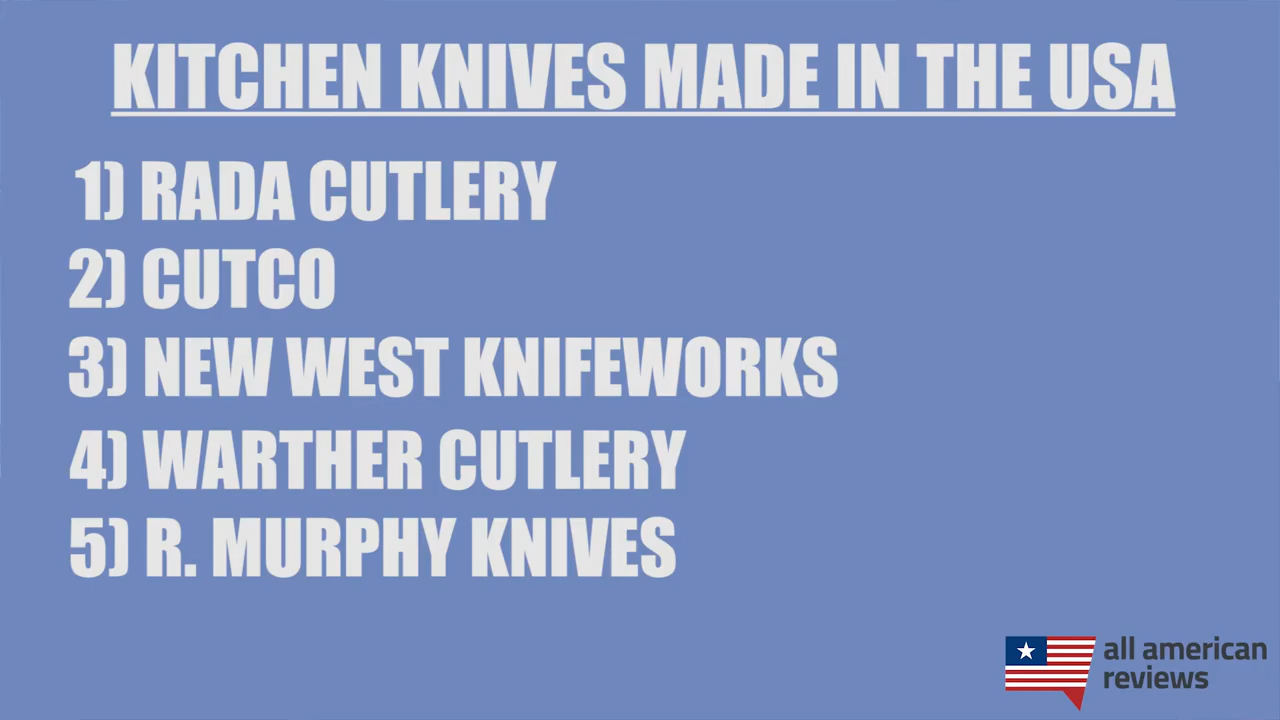 KITCHEN KNIVES MADE IN THE USA
1) RADA CUTLERY
2) CUTCO
3) NEW WEST KNIFEWORKS
4) WARTHER CUTLERY
5) R. MURPHY KNIVES
all american
reviews